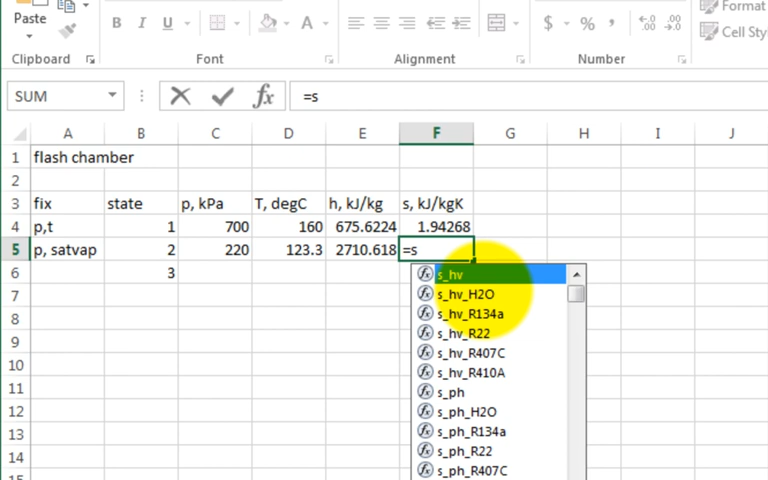 Paste
B I U A
$ % ,
Format
Cell Sty
Clipboard Font Alignment Number
SUM fx =s
A B C D E F G H I J
1 flash chamber
2
3 fix state p, kPa T, degC h, kJ/kg s, kJ/kgK
4 p,t 1 700 160 675.6224 1.94268
5 p, satvap 2 220 123.3 2710.618 =s
6 3
s_hv
7 s_hv_H2O
s_hv_R134a
8 s_hv_R22
9 s_hv_R407C
10 s_hv_R410A
11 s_ph
12 s_ph_H2O
13 s_ph_R134a
14 s_ph_R22
s_ph_R407C